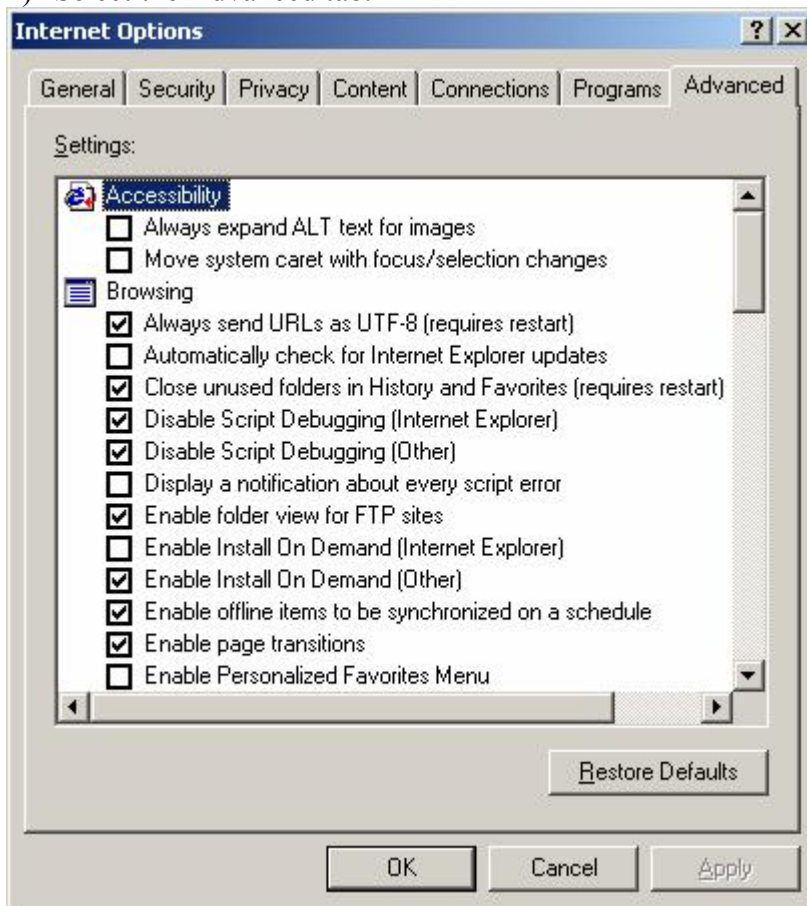 Select the Advanced tab.
Internet Options
General Security Privacy Content Connections Programs Advanced
Settings:
Accessibility
Always expand ALT text for images
Move system caret with focus/selection changes
Browsing
Always send URLs as UTF-8 (requires restart)
Automatically check for Internet Explorer updates
Close unused folders in History and Favorites (requires restart)
Disable Script Debugging (Internet Explorer)
Disable Script Debugging (Other)
Display a notification about every script error
Enable folder view for FTP sites
Enable Install On Demand (Internet Explorer)
Enable Install On Demand (Other)
Enable offline items to be synchronized on a schedule
Enable page transitions
Enable Personalized Favorites Menu
Restore Defaults
OK Cancel Apply